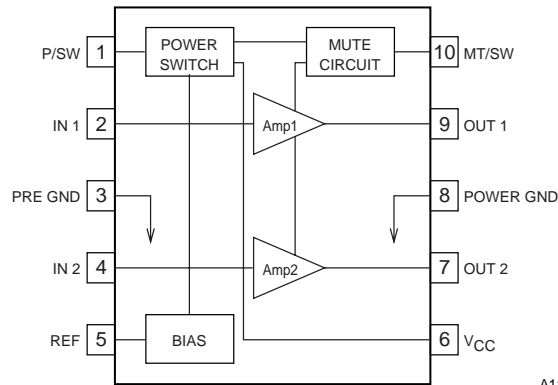 P/SW 1 POWER SWITCH MUTE CIRCUIT 10 MT/SW
IN 1 2 Amp1 9 OUT 1
PRE GND 3 8 POWER GND
IN 2 4 Amp2 7 OUT 2
REF 5 BIAS 6 VCC